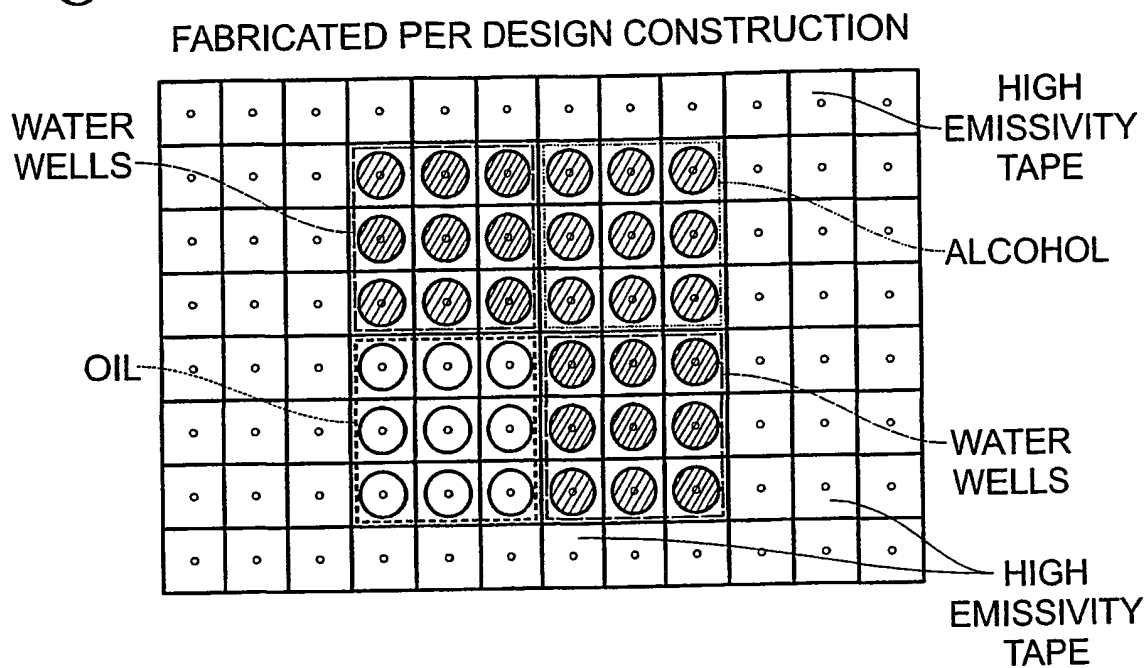 FABRICATED PER DESIGN CONSTRUCTION
WATER
WELLS
HIGH
EMISSIVITY
TAPE
ALCOHOL
OIL
WATER
WELLS
HIGH
EMISSIVITY
TAPE